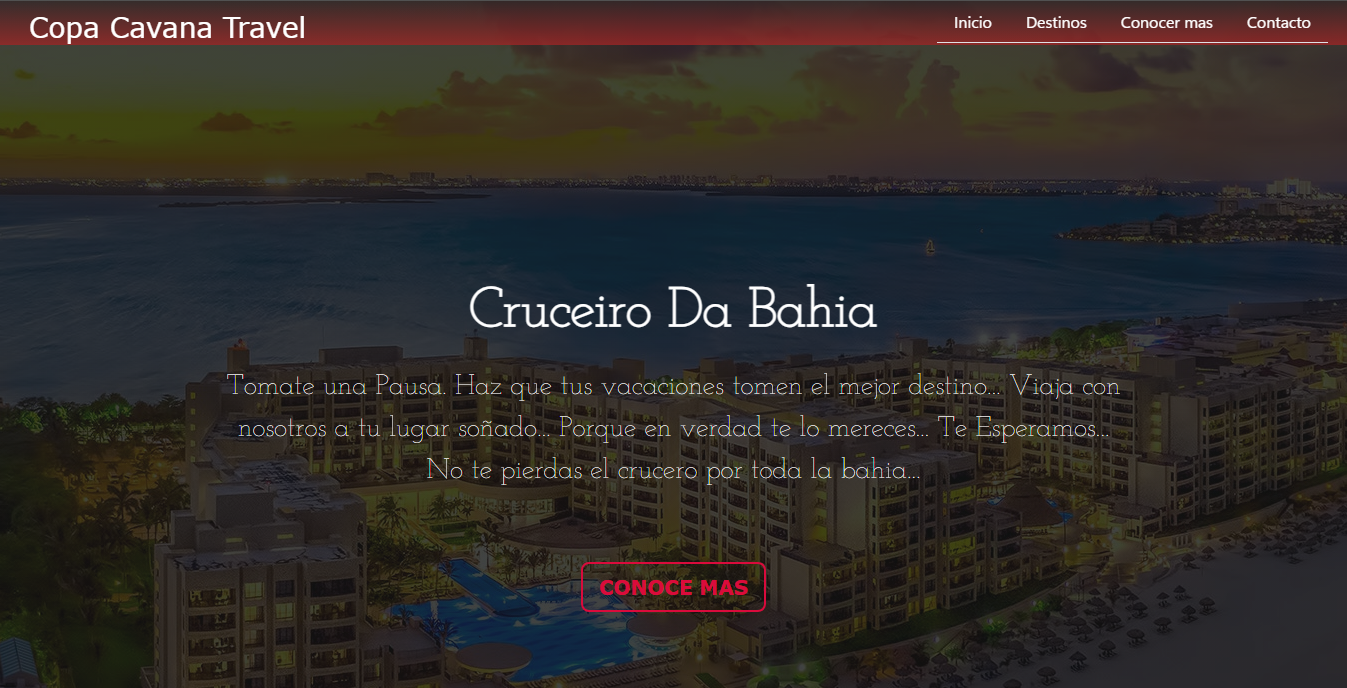 Copa Cavana Travel
Inicio Destinos Conocer mas Contacto
Cruceiro Da Bahia
Tomate una Pausa. Haz que tus vacaciones tomen el mejor destino... Viaja con
nosotros a tu lugar soñado... Porque en verdad te lo mereces... Te Esperamos...
No te pierdas el crucero por toda la bahia...
CONOCE MAS